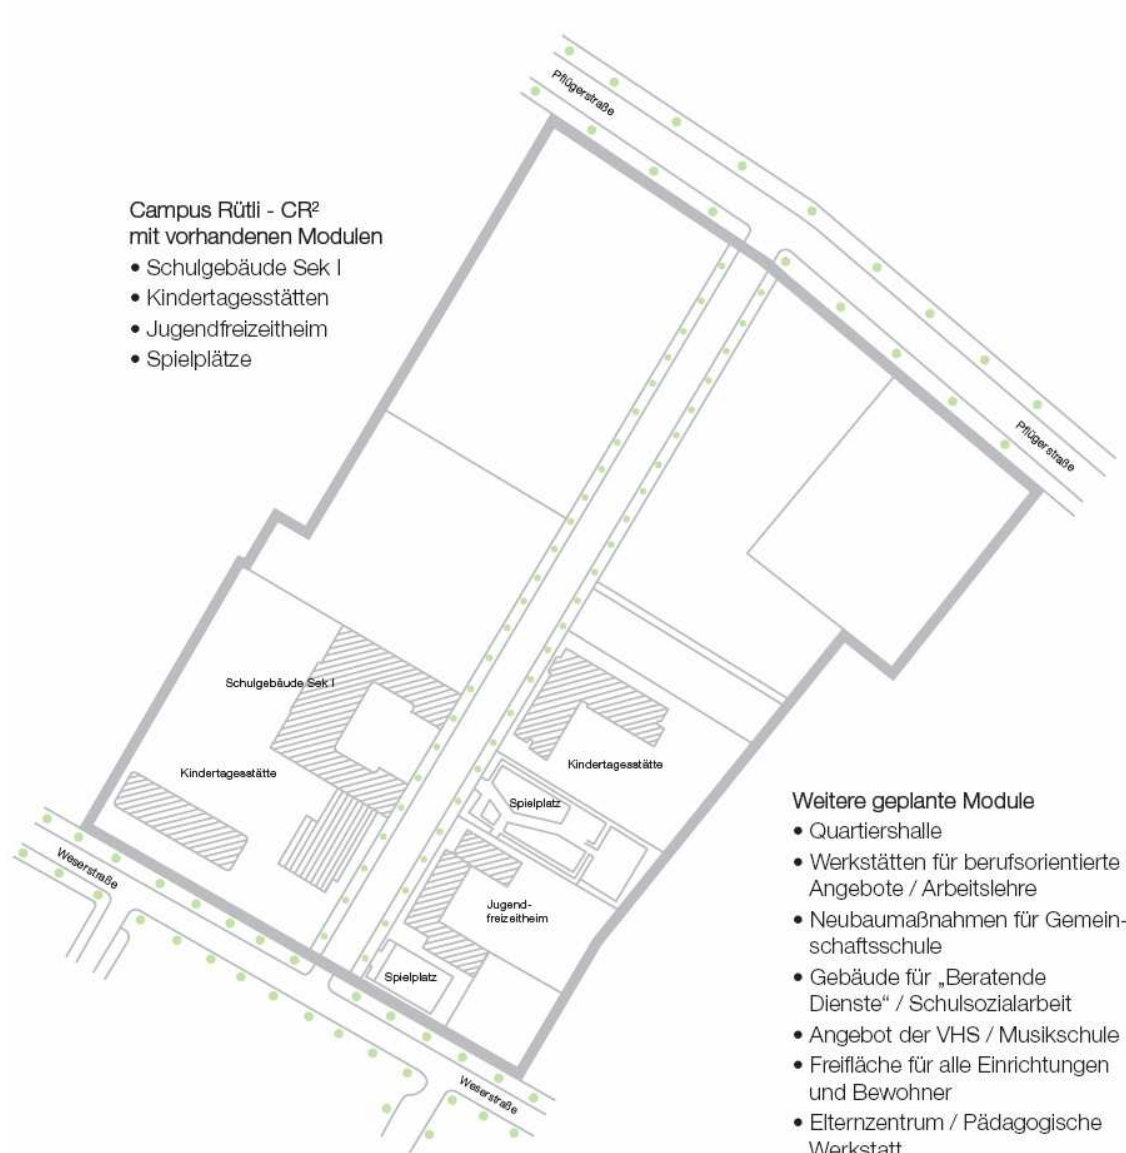 Pflügerstraße
Campus Rütli - CR²
mit vorhandenen Modulen
• Schulgebäude Sek I
• Kindertagesstätten
• Jugendfreizeitheim
• Spielplätze
Pflügerstraße
Schulgebäude Sek I
Kindertagesstätte
Kindertagesstätte
Spielplatz
Weserstraße
Jugend-
freizeitheim
Spielplatz
Weserstraße
Weitere geplante Module
• Quartiershalle
• Werkstätten für berufsorientierte
Angebote / Arbeitslehre
• Neubaumaßnahmen für Gemein-
schaftsschule
• Gebäude für „Beratende
Dienste“ / Schulsozialarbeit
• Angebot der VHS / Musikschule
• Freifläche für alle Einrichtungen
und Bewohner
• Elternzentrum / Pädagogische
Werkstatt